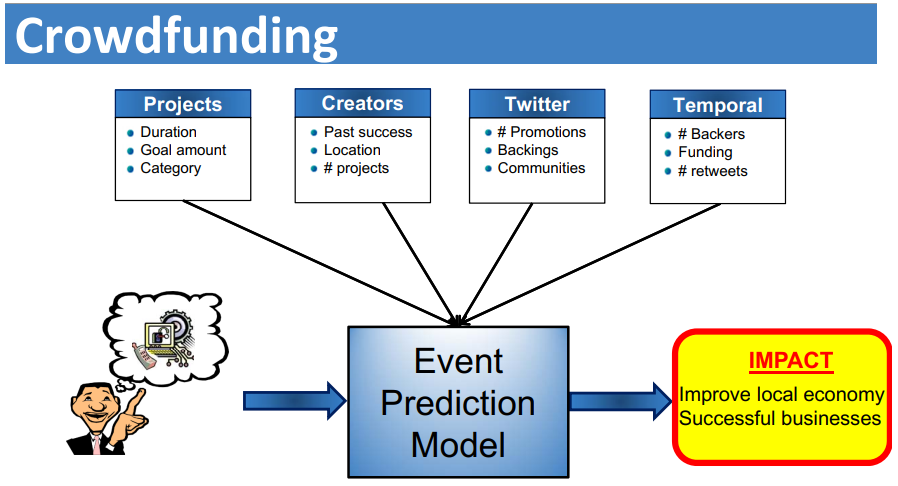 Crowdfunding
Projects
Duration
Goal amount
Category
Creators
Past success
Location
# projects
Twitter
# Promotions
Backings
Communities
Temporal
# Backers
Funding
# retweets
Event
Prediction
Model
IMPACT
Improve local economy
Successful businesses